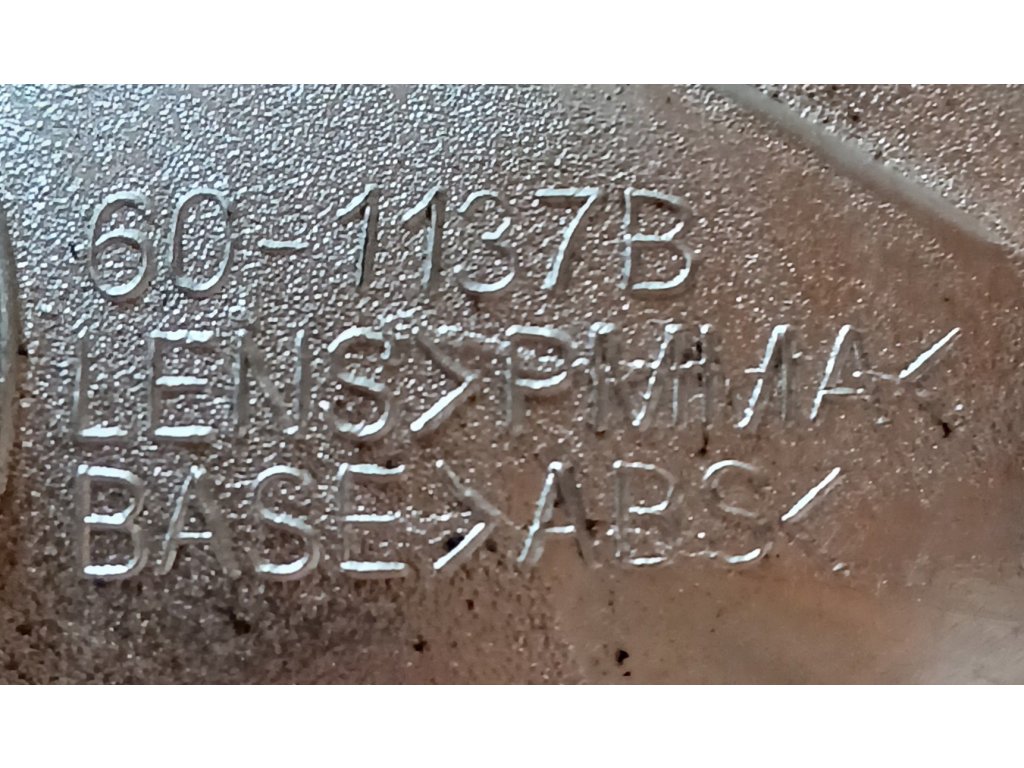 60-1137B
LENS>PMMA<
BASE>ABS<